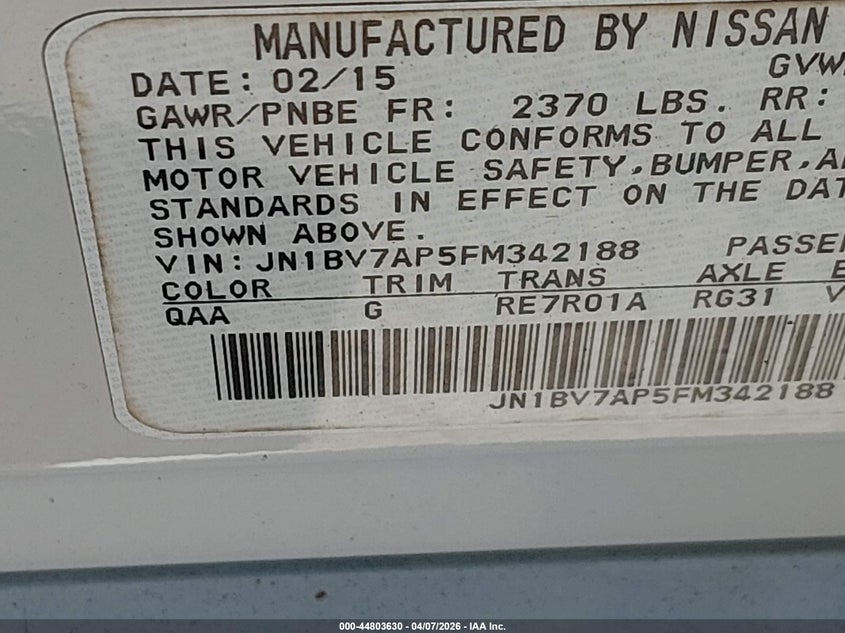 MANUFACTURED BY NISSAN
DATE: 02/15
GAWR/PNBE FR: 2370 LBS. RR:
THIS VEHICLE CONFORMS TO ALL
MOTOR VEHICLE SAFETY, BUMPER,
STANDARDS IN EFFECT ON THE
SHOWN ABOVE.
VIN: JN1BV7AP5FM342188
COLOR TRIM TRANS AXLE
QAA G RE7R01A RG31
JN1BV7AP5FM342188
000-44803630 - 04/07/2026 - IAA Inc.